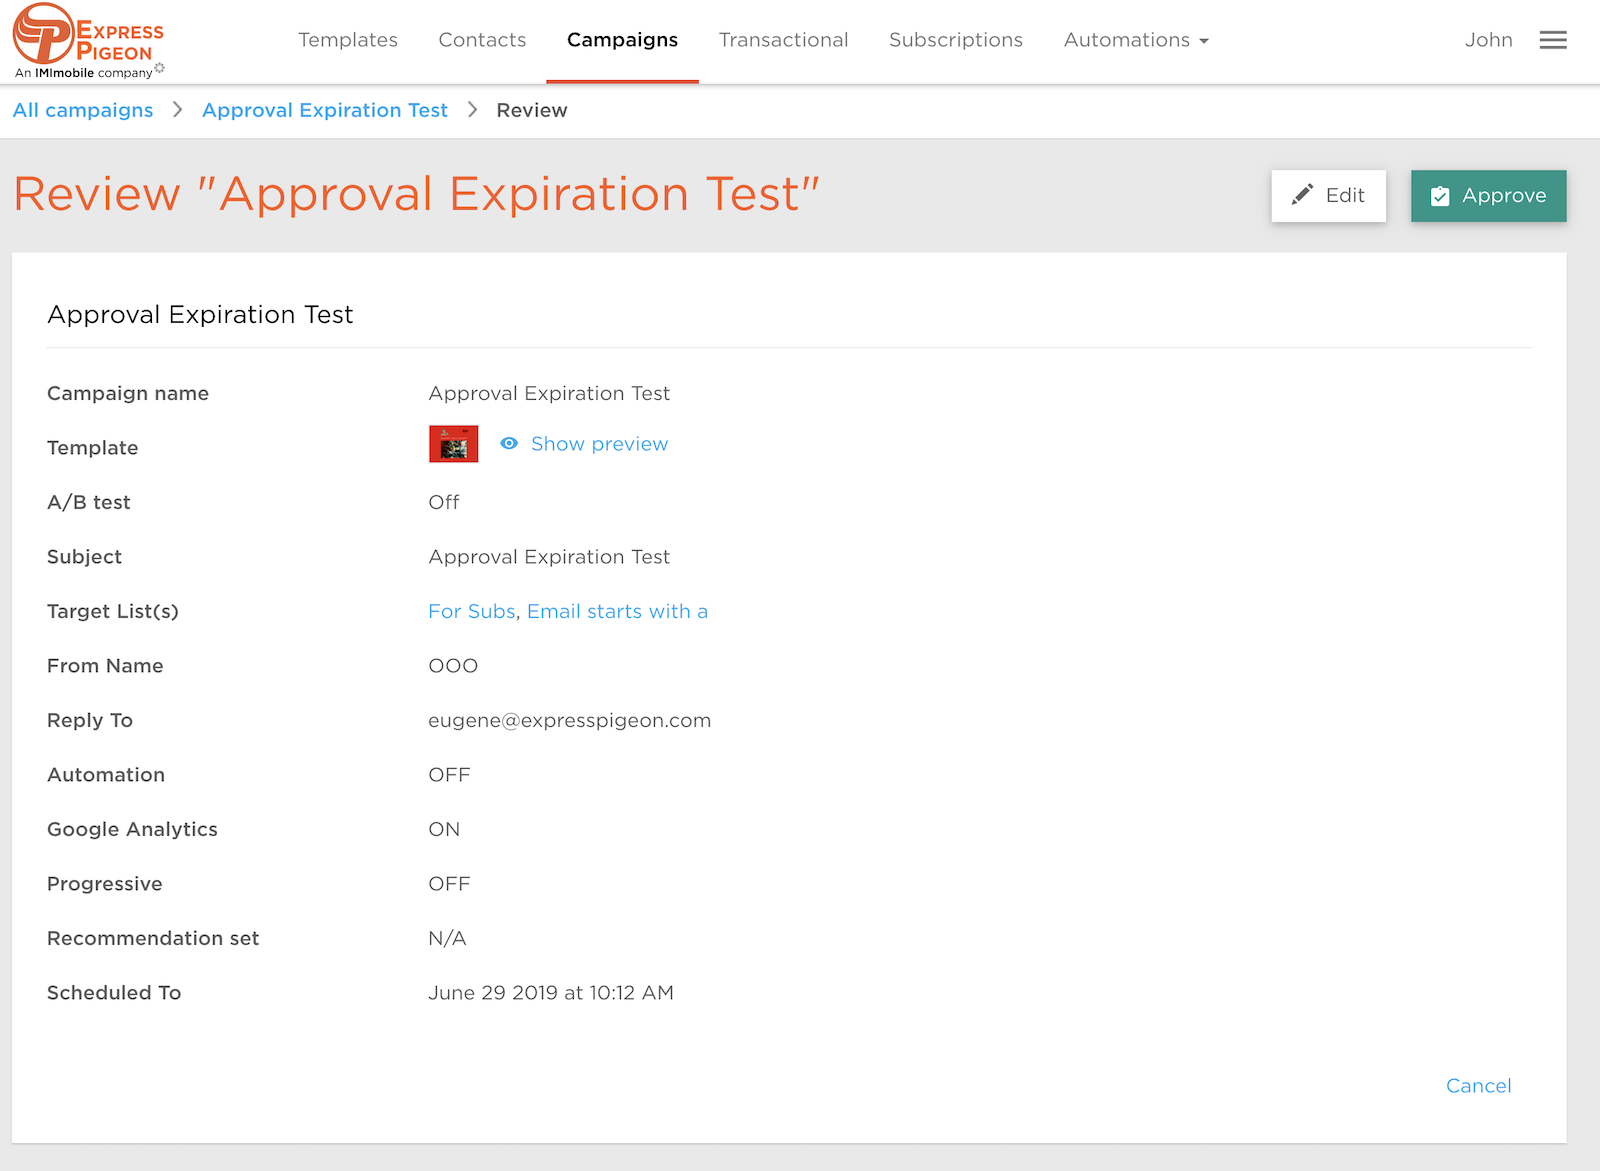 EXPRESS
PIGEON
An IMImobile company
Templates Contacts Campaigns Transactional Subscriptions Automations John
All campaigns Approval Expiration Test Review
Review "Approval Expiration Test"
Edit Approve
Approval Expiration Test
Campaign name Approval Expiration Test
Template Show preview
A/B test Off
Subject Approval Expiration Test
Target List(s) For Subs, Email starts with a
From Name OOO
Reply To eugene@expresspigeon.com
Automation OFF
Google Analytics ON
Progressive OFF
Recommendation set N/A
Scheduled To June 29 2019 at 10:12 AM
Cancel